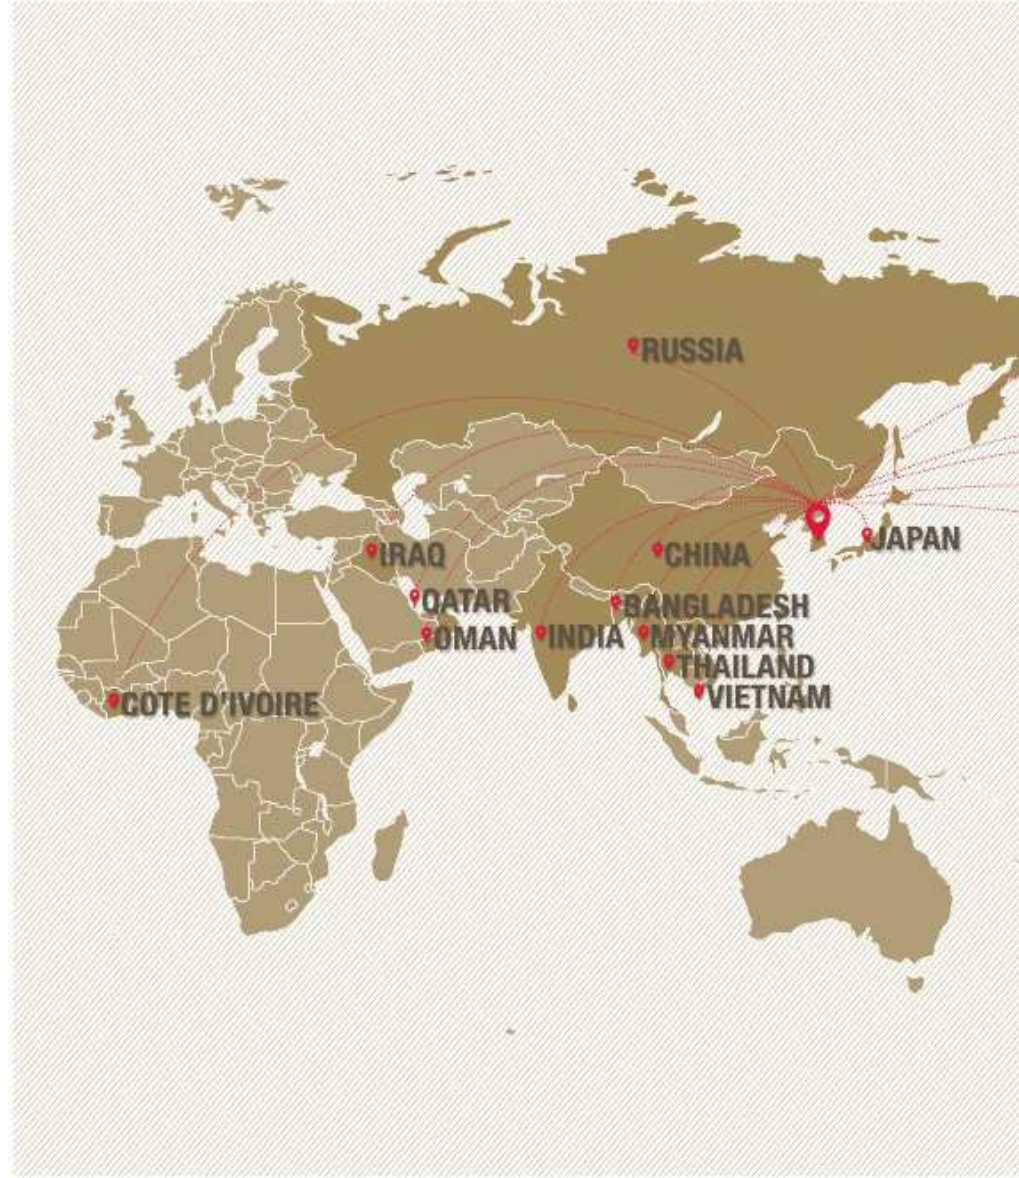 RUSSIA
JAPAN
IRAQ
CHINA
QATAR
BANGLADESH
OMAN
INDIA
MYANMAR
THAILAND
VIETNAM
COTE D'IVOIRE